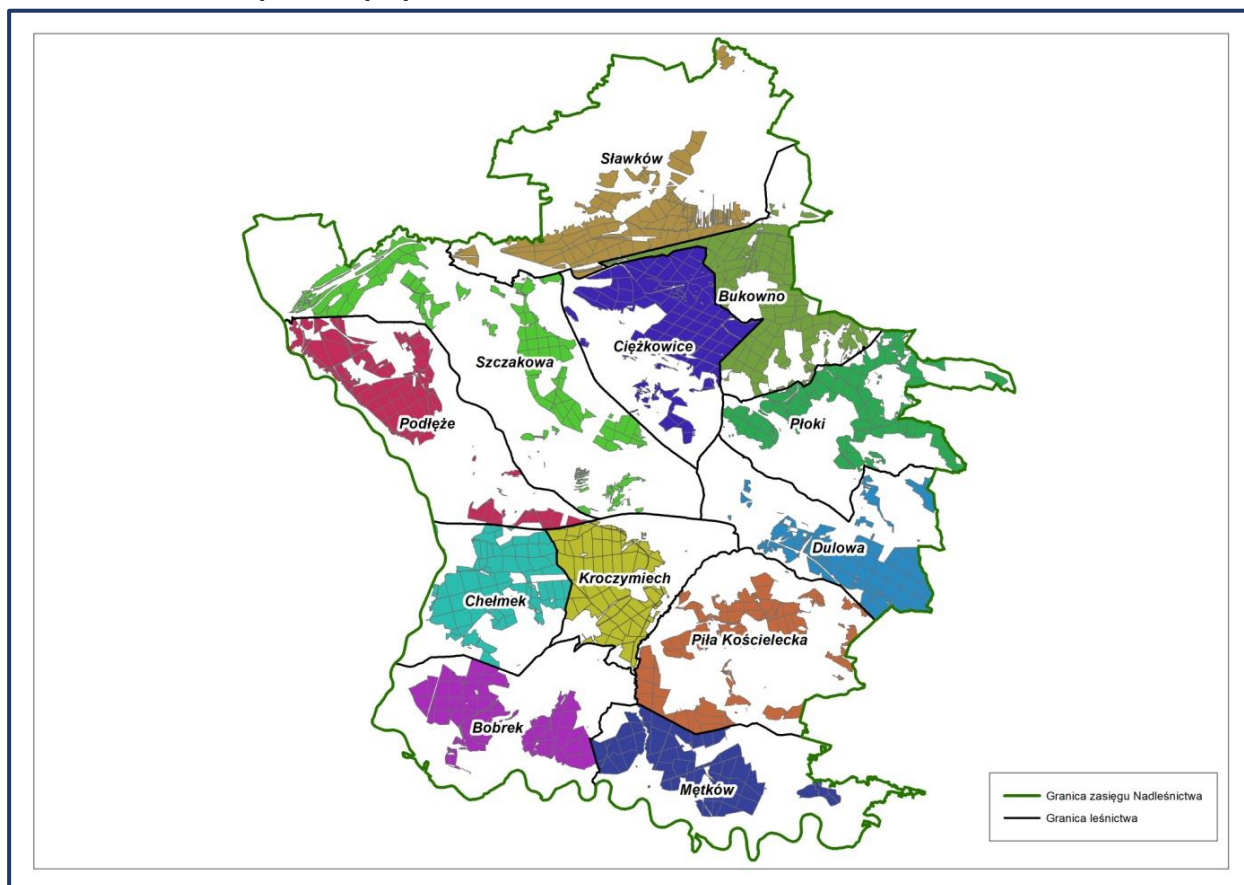 Sławków
Bukowno
Ciężkowice
Szczakowa
Podłęże
Płoki
Dulowa
Kroczymiech
Chełmek
Piła Kościelecka
Bobrek
Mętków
Granica zasięgu Nadleśnictwa
Granica leśnictwa